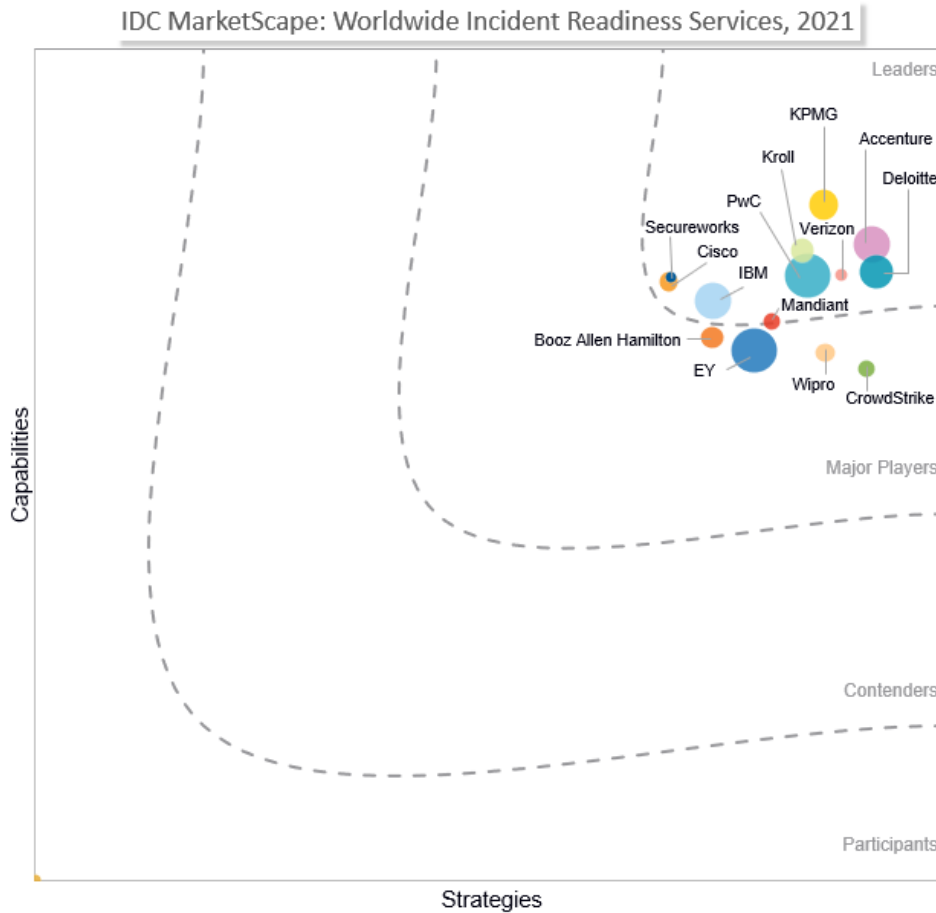 IDC MarketScape: Worldwide Incident Readiness Services, 2021
Leaders
KPMG
Accenture
Kroll
Deloitte
PwC
Secureworks
Verizon
Cisco
IBM
Mandiant
Booz Allen Hamilton
EY
Wipro
CrowdStrike
Capabilities
Major Players
Contenders
Participants
Strategies